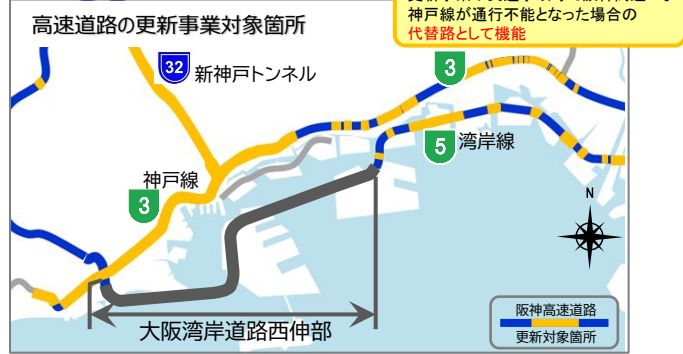 高速道路の更新事業対象箇所
神戸線が通行不能となった場合の
代替路として機能
32
新神戸トンネル
3
5
湾岸線
神戸線
3
N
大阪湾岸道路西伸部
阪神高速道路
更新対象箇所